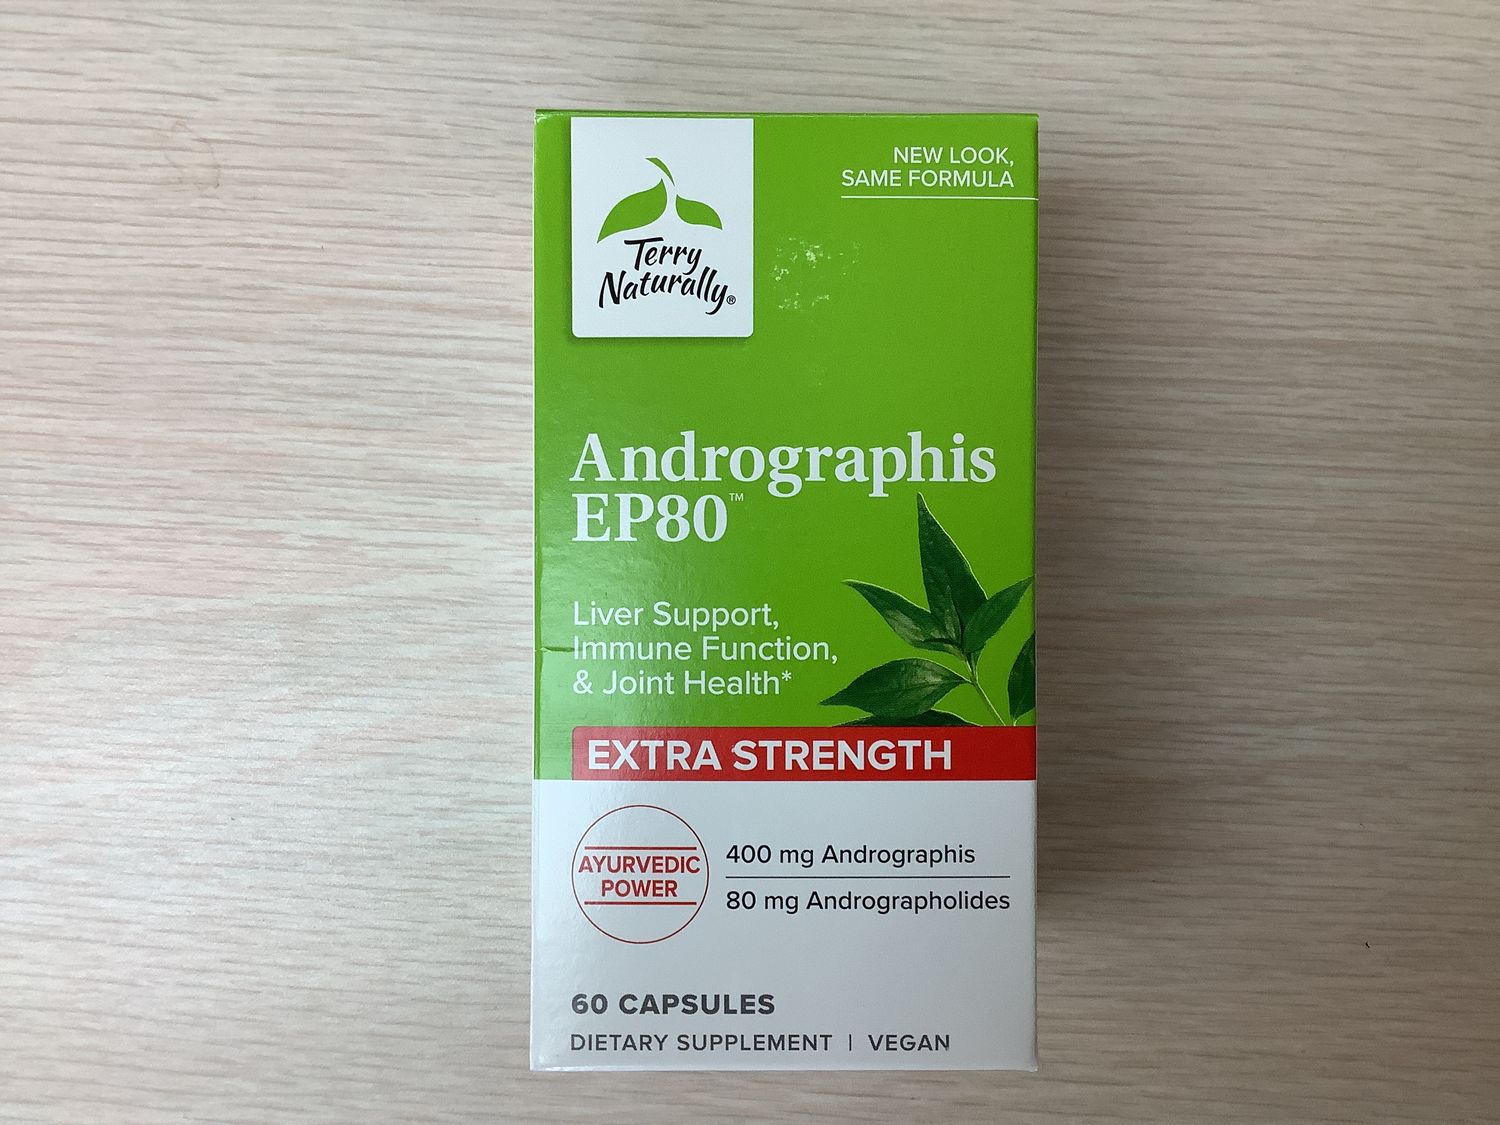 NEW LOOK,
SAME FORMULA
Terry
Naturally®
Andrographis
EP80™
Liver Support,
Immune Function,
& Joint Health*
EXTRA STRENGTH
AYURVEDIC
POWER
400 mg Andrographis
80 mg Andrographolides
60 CAPSULES
DIETARY SUPPLEMENT | VEGAN